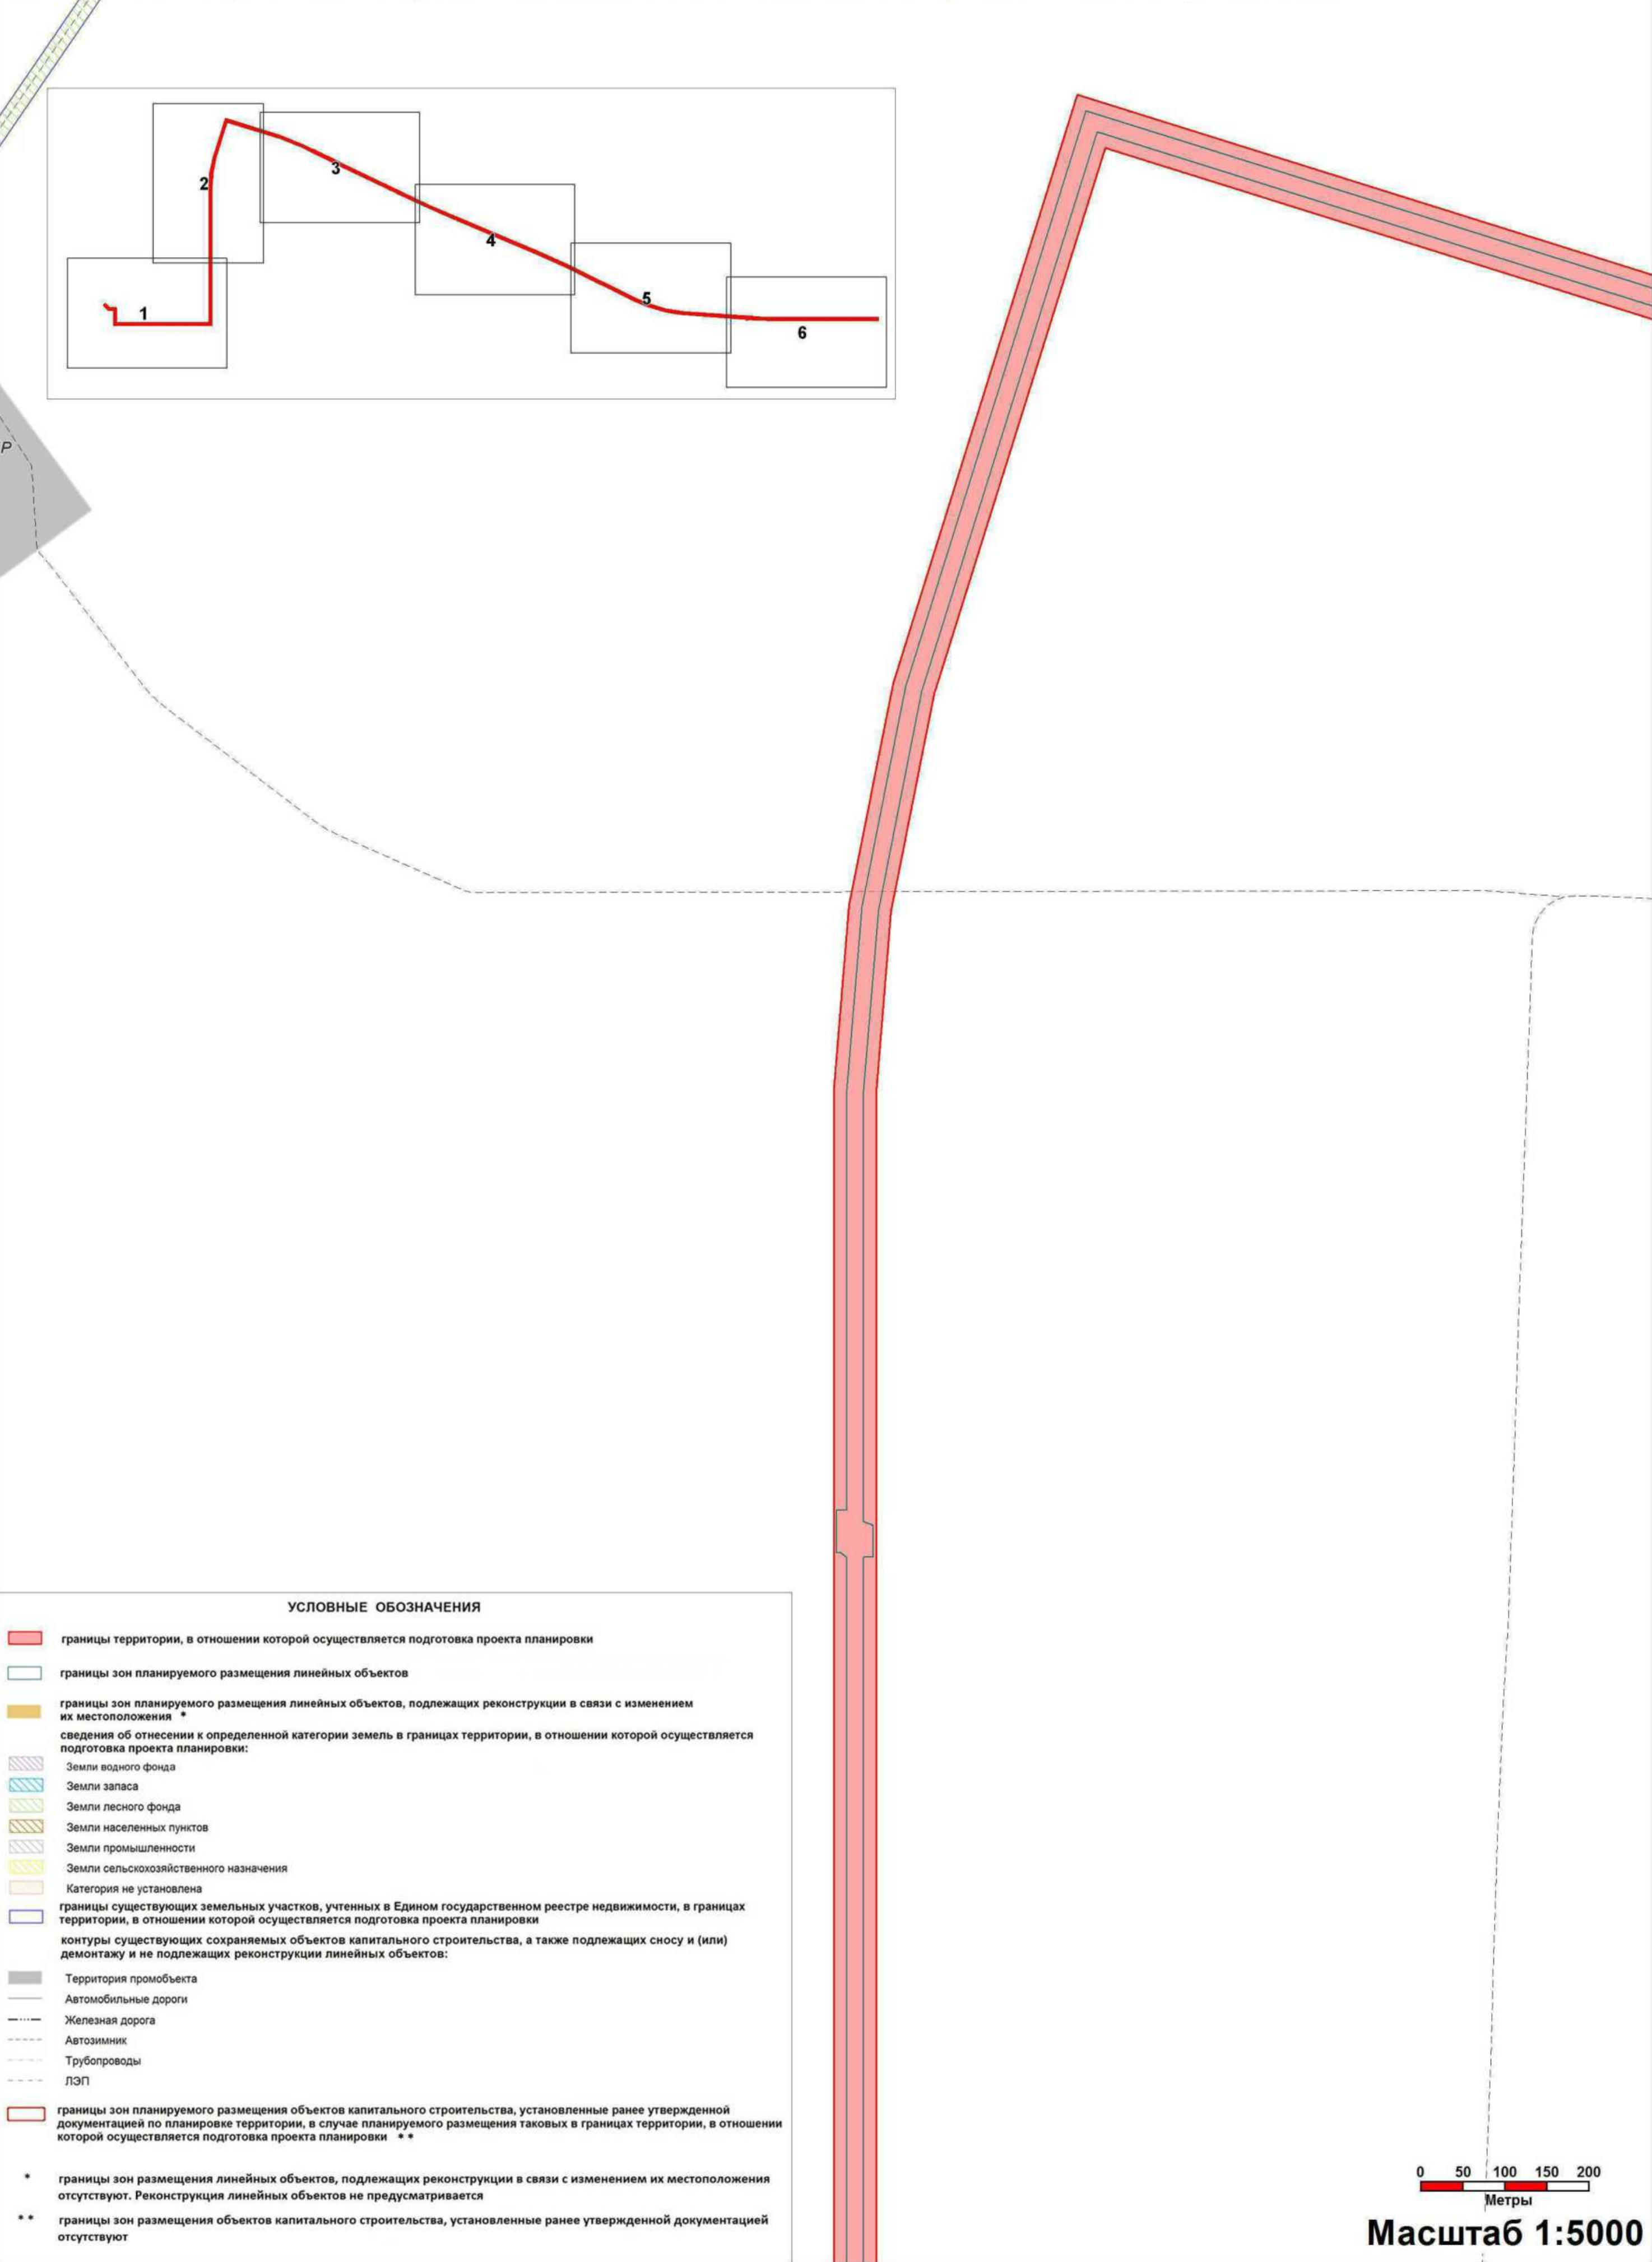 2
3
4
5
1
6
Р
УСЛОВНЫЕ ОБОЗНАЧЕНИЯ
границы территории, в отношении которой осуществляется подготовка проекта планировки
границы зон планируемого размещения линейных объектов
границы зон планируемого размещения линейных объектов, подлежащих реконструкции в связи с изменением
их местоположения *
сведения об отнесении к определенной категории земель в границах территории, в отношении которой осуществляется
подготовка проекта планировки:
Земли водного фонда
Земли запаса
Земли лесного фонда
Земли населенных пунктов
Земли промышленности
Земли сельскохозяйственного назначения
Категория не установлена
границы существующих земельных участков, учтенных в Едином государственном реестре недвижимости, в границах
территории, в отношении которой осуществляется подготовка проекта планировки
контуры существующих сохраняемых объектов капитального строительства, а также подлежащих сносу и (или)
демонтажу и не подлежащих реконструкции линейных объектов:
Территория промобъекта
Автомобильные дороги
Железная дорога
Автозимник
Трубопроводы
ЛЭП
границы зон планируемого размещения объектов капитального строительства, установленные ранее утвержденной
документацией по планировке территории, в случае планируемого размещения таковых в границах территории, в отношении
которой осуществляется подготовка проекта планировки * *
* границы зон размещения линейных объектов, подлежащих реконструкции в связи с изменением их местоположения
отсутствуют. Реконструкция линейных объектов не предусматривается
* * границы зон размещения объектов капитального строительства, установленные ранее утвержденной документацией
отсутствуют
0 50 100 150 200
Метры
Масштаб 1:5000